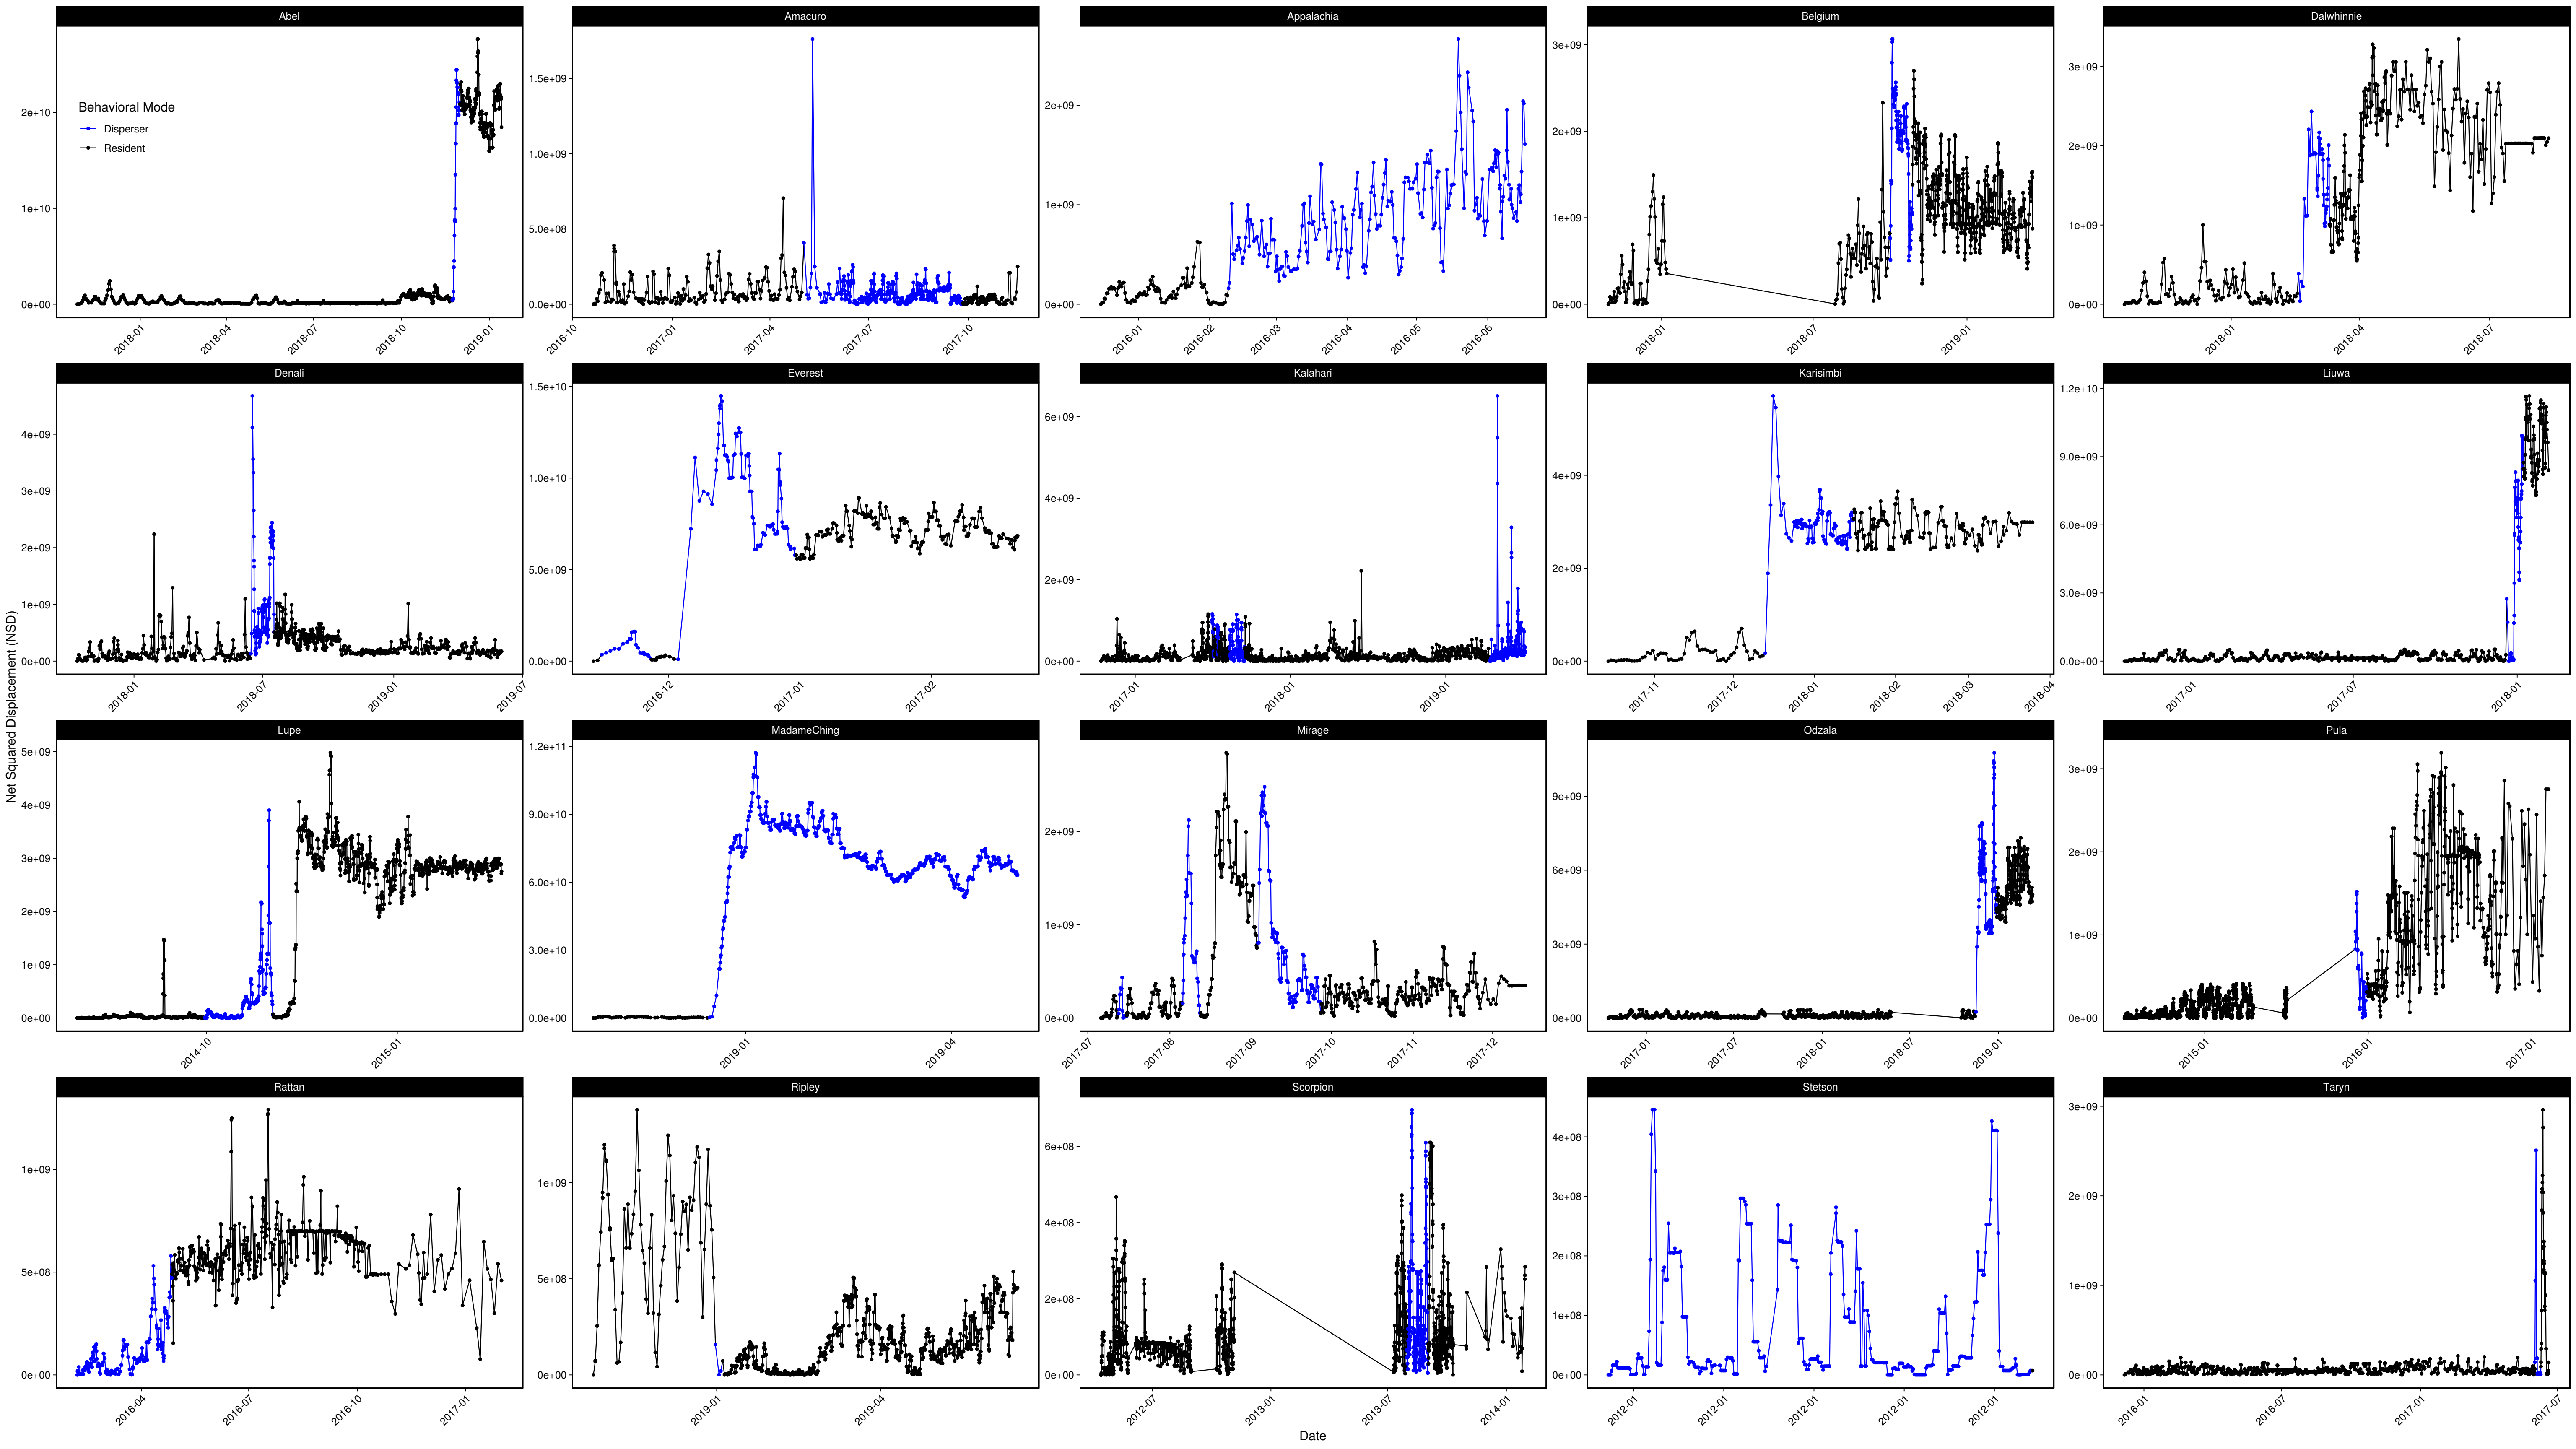 Net Squared Displacement (NSD)
Abel
Behavioral Mode
Disperser
Resident
2e+10
1e+10
0e+00
2018-01
2018-04
2018-07
2018-10
2019-01
Amacuro
1.5e+09
1.0e+09
5.0e+08
0.0e+00
2016-10
2017-01
2017-04
2017-07
2017-10
Appalachia
2e+09
1e+09
0e+00
2016-01
2016-02
2016-03
2016-04
2016-05
2016-06
Belgium
3e+09
2e+09
1e+09
0e+00
2018-01
2018-07
2019-01
Dalwhinnie
3e+09
2e+09
1e+09
0e+00
2018-01
2018-04
2018-07
Denali
4e+09
3e+09
2e+09
1e+09
0e+00
2018-01
2018-07
2019-01
2019-07
Everest
1.5e+10
1.0e+10
5.0e+09
0.0e+00
2016-12
2017-01
2017-02
Kalahari
6e+09
4e+09
2e+09
0e+00
2017-01
2018-01
2019-01
Karisimbi
4e+09
2e+09
0e+00
2017-11
2017-12
2018-01
2018-02
2018-03
2018-04
Liuwa
1.2e+10
9.0e+09
6.0e+09
3.0e+09
0.0e+00
2017-01
2017-07
2018-01
Lupe
5e+09
4e+09
3e+09
2e+09
1e+09
0e+00
2014-10
2015-01
MadameChing
1.2e+11
9.0e+10
6.0e+10
3.0e+10
0.0e+00
2019-01
2019-04
Mirage
2e+09
1e+09
0e+00
2017-07
2017-08
2017-09
2017-10
2017-11
2017-12
Odzala
9e+09
6e+09
3e+09
0e+00
2017-01
2017-07
2018-01
2018-07
2019-01
Pula
3e+09
2e+09
1e+09
0e+00
2015-01
2016-01
2017-01
Rattan
1e+09
5e+08
0e+00
2016-04
2016-07
2016-10
2017-01
Ripley
1e+09
5e+08
0e+00
2019-01
2019-04
Scorpion
6e+08
4e+08
2e+08
0e+00
2012-07
2013-01
2013-07
2014-01
Stetson
4e+08
3e+08
2e+08
1e+08
0e+00
2012-01
2012-01
2012-01
2012-01
2012-01
Taryn
3e+09
2e+09
1e+09
0e+00
2016-01
2016-07
2017-01
2017-07
Date